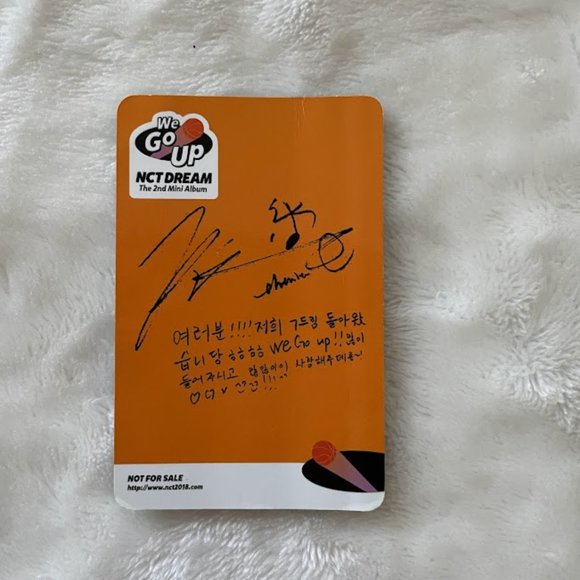 We
Go
Up
NCT DREAM
The 2nd Mini Album
여러분!!!! 저희 7드림 돌아왔
습니당 ㅎㅎㅎㅎ We Go up!! 많이
들어주시고 사랑해주데용~
NOT FOR SALE
http://www.nct2018.com